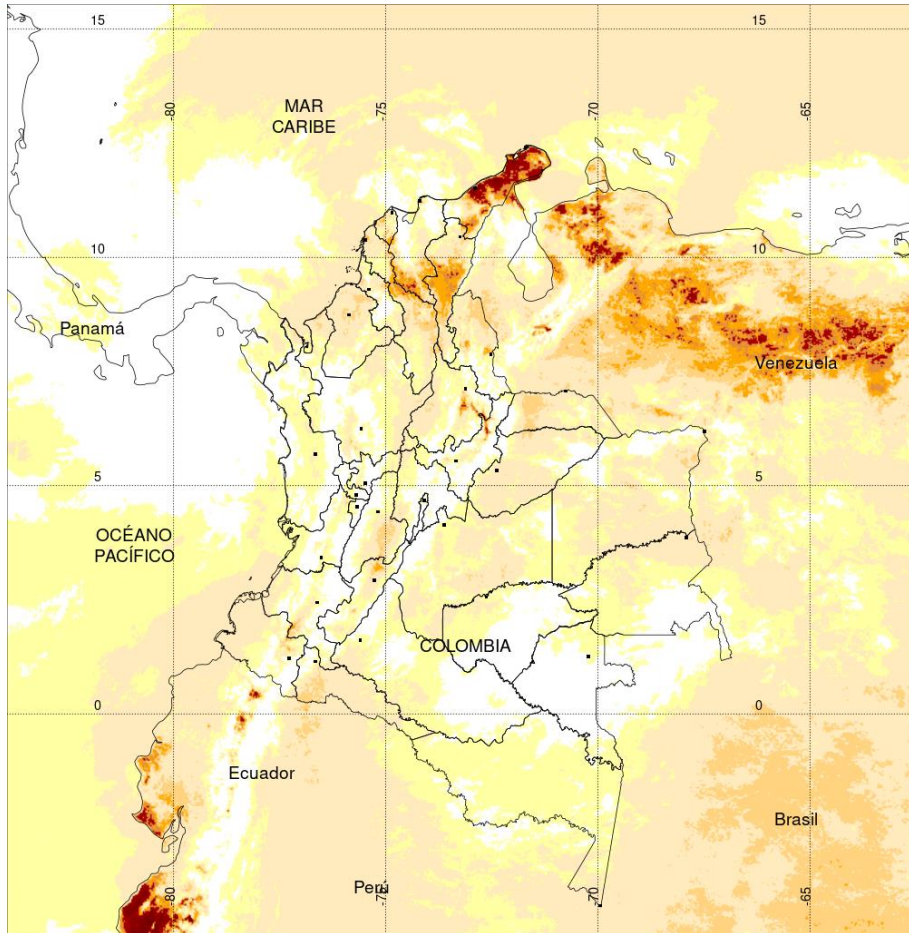 15
-80
-75
-70
-65
MAR
CARIBE
10
10
Panamá
Venezuela
5
5
OCÉANO
PACÍFICO
COLOMBIA
0
0
Ecuador
Brasil
Perú
-80
-75
-70
-65
15